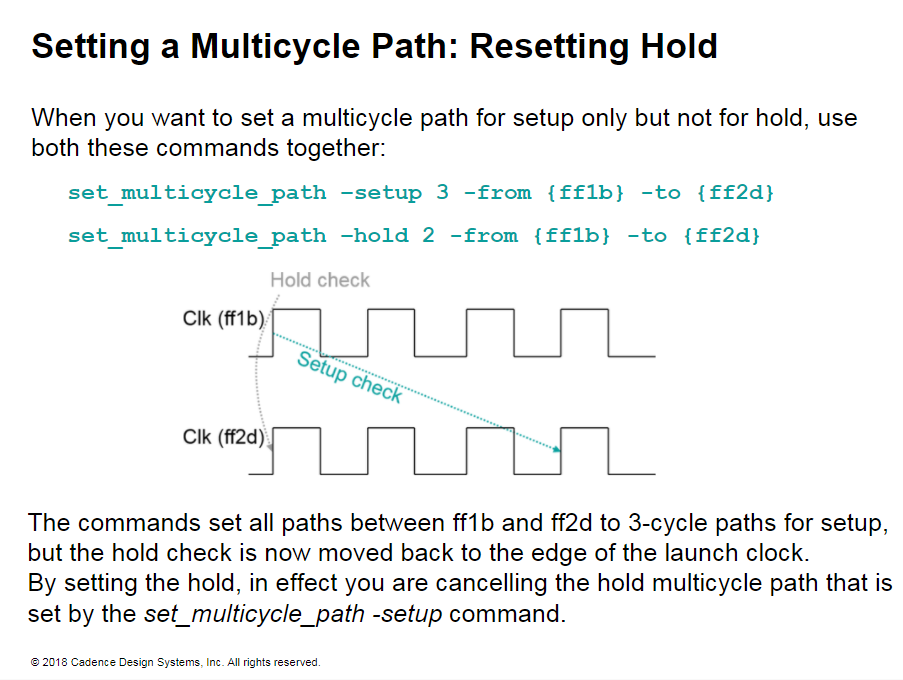 Setting a Multicycle Path: Resetting Hold
When you want to set a multicycle path for setup only but not for hold, use
both these commands together:
set_multicycle_path –setup 3 -from {ff1b} -to {ff2d}
set_multicycle_path –hold 2 -from {ff1b} -to {ff2d}
Hold check
Clk (ff1b)
Setup check
Clk (ff2d)
The commands set all paths between ff1b and ff2d to 3-cycle paths for setup,
but the hold check is now moved back to the edge of the launch clock.
By setting the hold, in effect you are cancelling the hold multicycle path that is
set by the set_multicycle_path -setup command.
© 2018 Cadence Design Systems, Inc. All rights reserved.